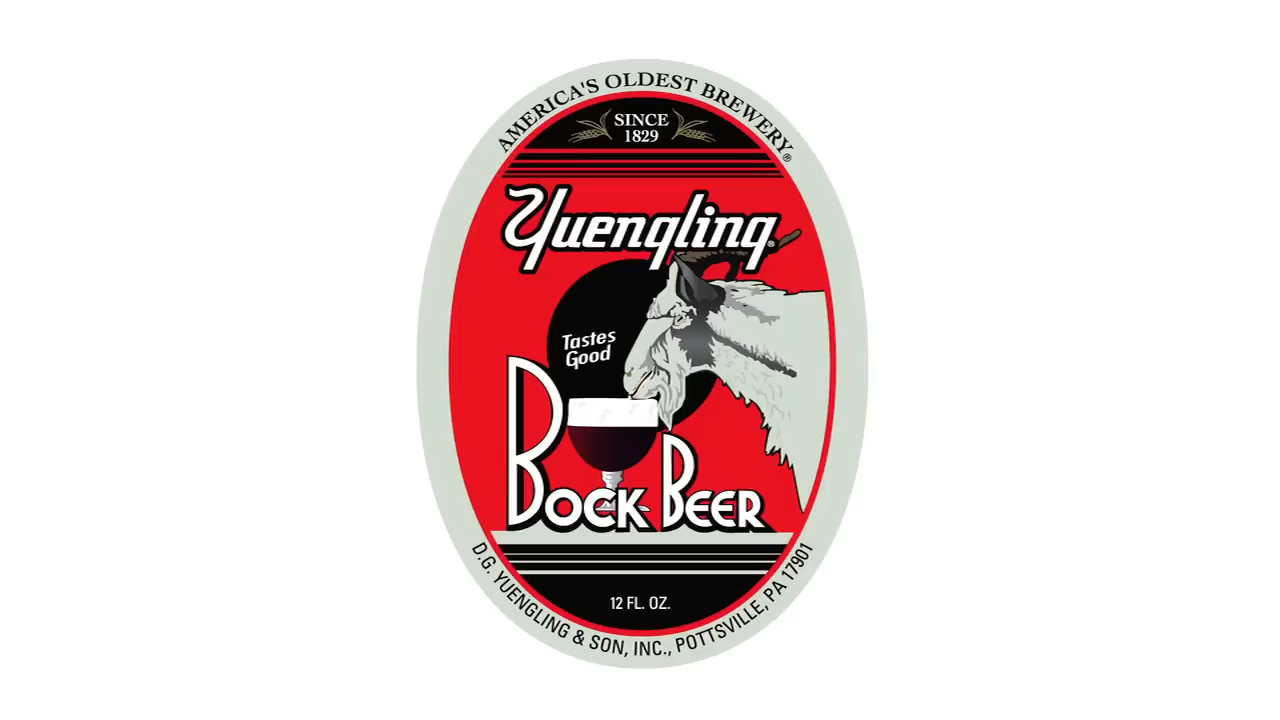 AMERICA'S OLDEST BREWERY®
SINCE
1829
Yuengling®
Tastes
Good
BOCK BEER
12 FL. OZ.
D.G. YUENGLING & SON, INC., POTTSVILLE, PA 17901